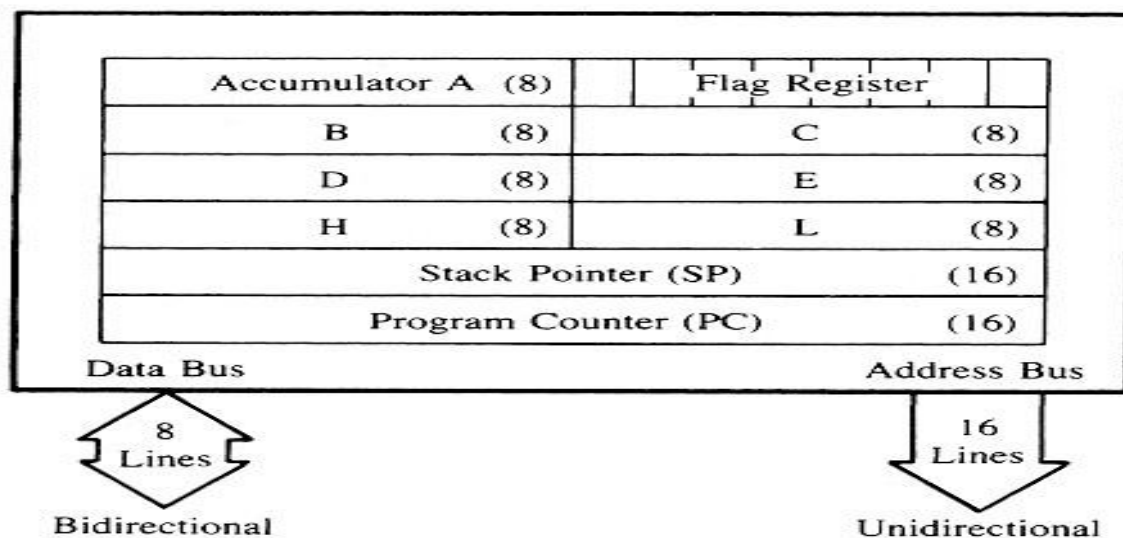 Accumulator A (8) Flag Register
B (8) C (8)
D (8) E (8)
H (8) L (8)
Stack Pointer (SP) (16)
Program Counter (PC) (16)
Data Bus Address Bus
8 Lines 16 Lines
Bidirectional Unidirectional